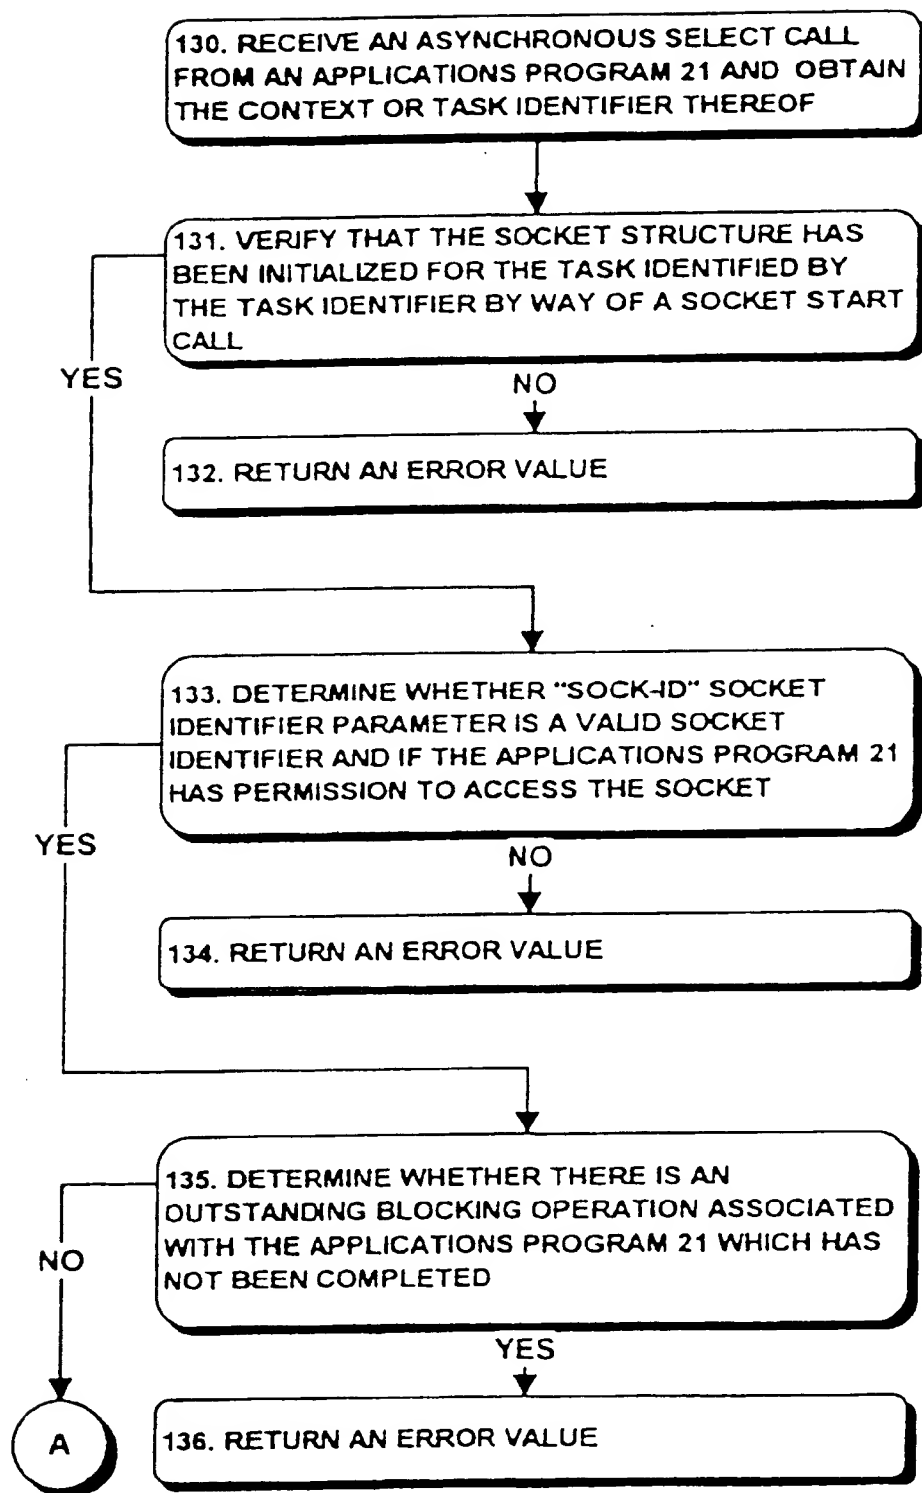 130. RECEIVE AN ASYNCHRONOUS SELECT CALL
FROM AN APPLICATIONS PROGRAM 21 AND OBTAIN
THE CONTEXT OR TASK IDENTIFIER THEREOF
131. VERIFY THAT THE SOCKET STRUCTURE HAS
BEEN INITIALIZED FOR THE TASK IDENTIFIED BY
THE TASK IDENTIFIER BY WAY OF A SOCKET START
CALL
YES
NO
132. RETURN AN ERROR VALUE
133. DETERMINE WHETHER "SOCK-ID" SOCKET
IDENTIFIER PARAMETER IS A VALID SOCKET
IDENTIFIER AND IF THE APPLICATIONS PROGRAM 21
HAS PERMISSION TO ACCESS THE SOCKET
YES
NO
134. RETURN AN ERROR VALUE
135. DETERMINE WHETHER THERE IS AN
OUTSTANDING BLOCKING OPERATION ASSOCIATED
WITH THE APPLICATIONS PROGRAM 21 WHICH HAS
NOT BEEN COMPLETED
NO
YES
A
136. RETURN AN ERROR VALUE